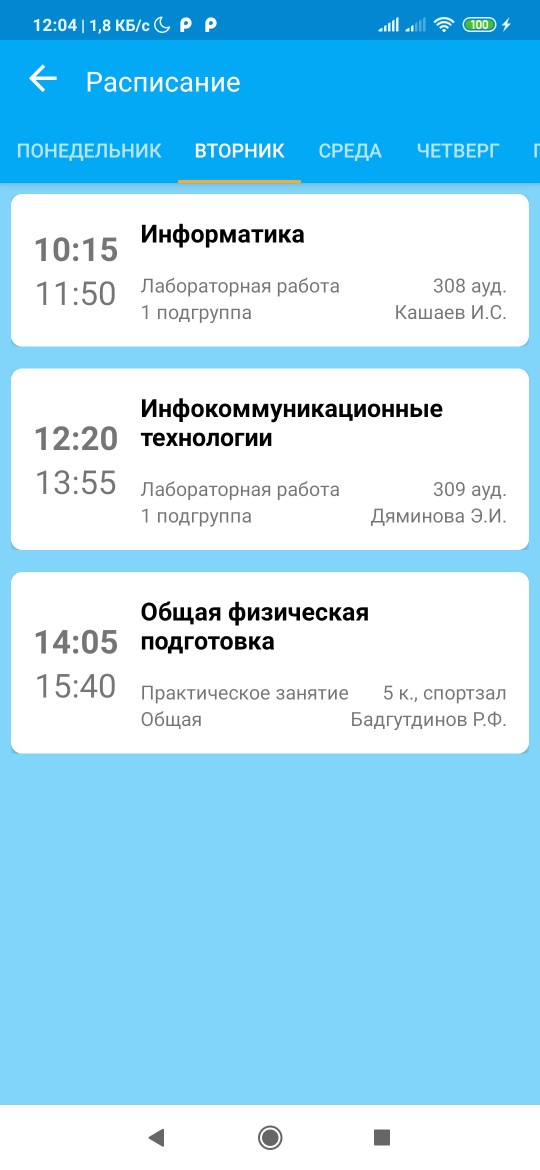 12:04 | 1,8 КБ/с 100
Расписание
ПОНЕДЕЛЬНИК ВТОРНИК СРЕДА ЧЕТВЕРГ
10:15
11:50
Информатика
Лабораторная работа 308 ауд.
1 подгруппа Кашаев И.С.
12:20
13:55
Инфокоммуникационные
технологии
Лабораторная работа 309 ауд.
1 подгруппа Дяминова Э.И.
14:05
15:40
Общая физическая
подготовка
Практическое занятие 5 к., спортзал
Общая Бадгутдинов Р.Ф.